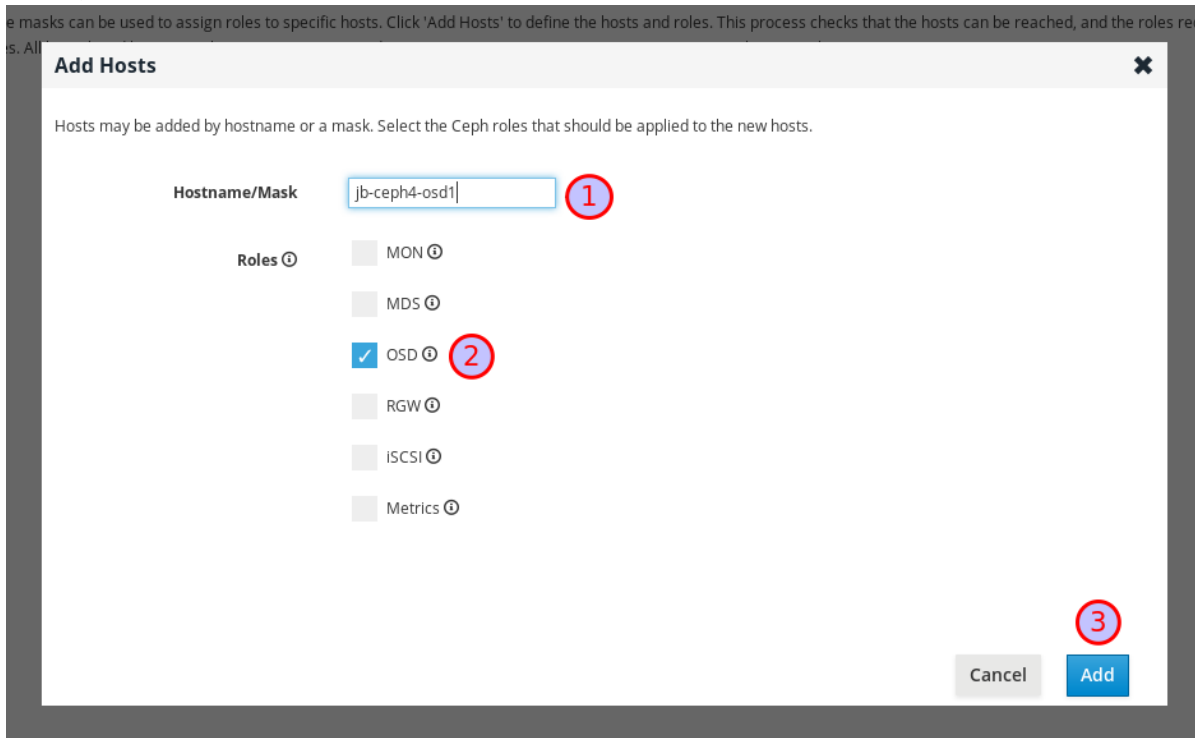 e masks can be used to assign roles to specific hosts. Click 'Add Hosts' to define the hosts and roles. This process checks that the hosts can be reached, and the roles re
es. All
Add Hosts
Hosts may be added by hostname or a mask. Select the Ceph roles that should be applied to the new hosts.
Hostname/Mask jb-ceph4-osd1 1
Roles MON
MDS
✓ OSD 2
RGW
iSCSI
Metrics
3
Cancel Add